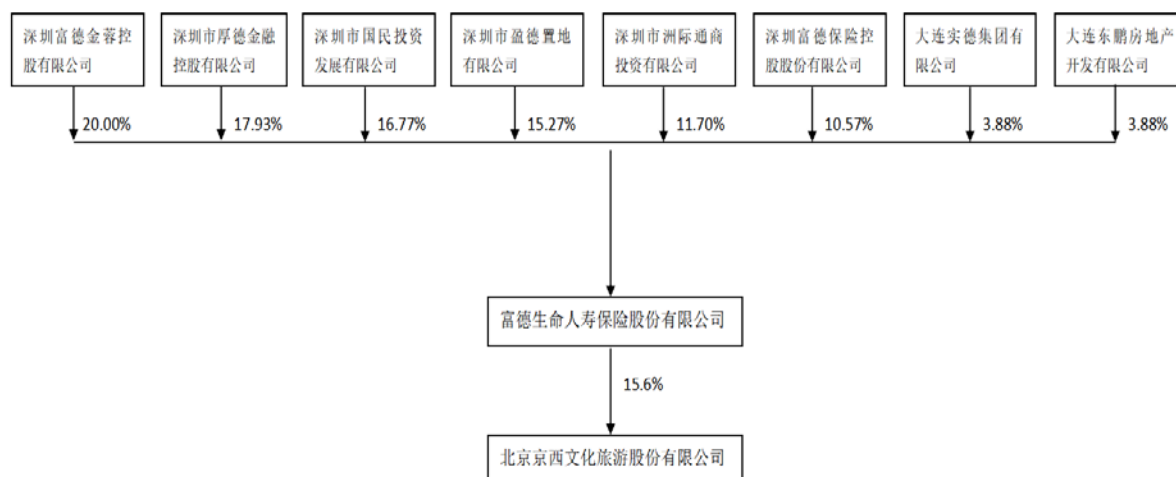 深圳富德金蓉控
股有限公司
深圳市厚德金融
控股有限公司
深圳市国民投资
发展有限公司
深圳市盈德置地
有限公司
深圳市洲际通商
投资有限公司
深圳富德保险控
股股份有限公司
大连实德集团有
限公司
大连东鹏房地产
开发有限公司
20.00%
17.93%
16.77%
15.27%
11.70%
10.57%
3.88%
3.88%
富德生命人寿保险股份有限公司
15.6%
北京京西文化旅游股份有限公司